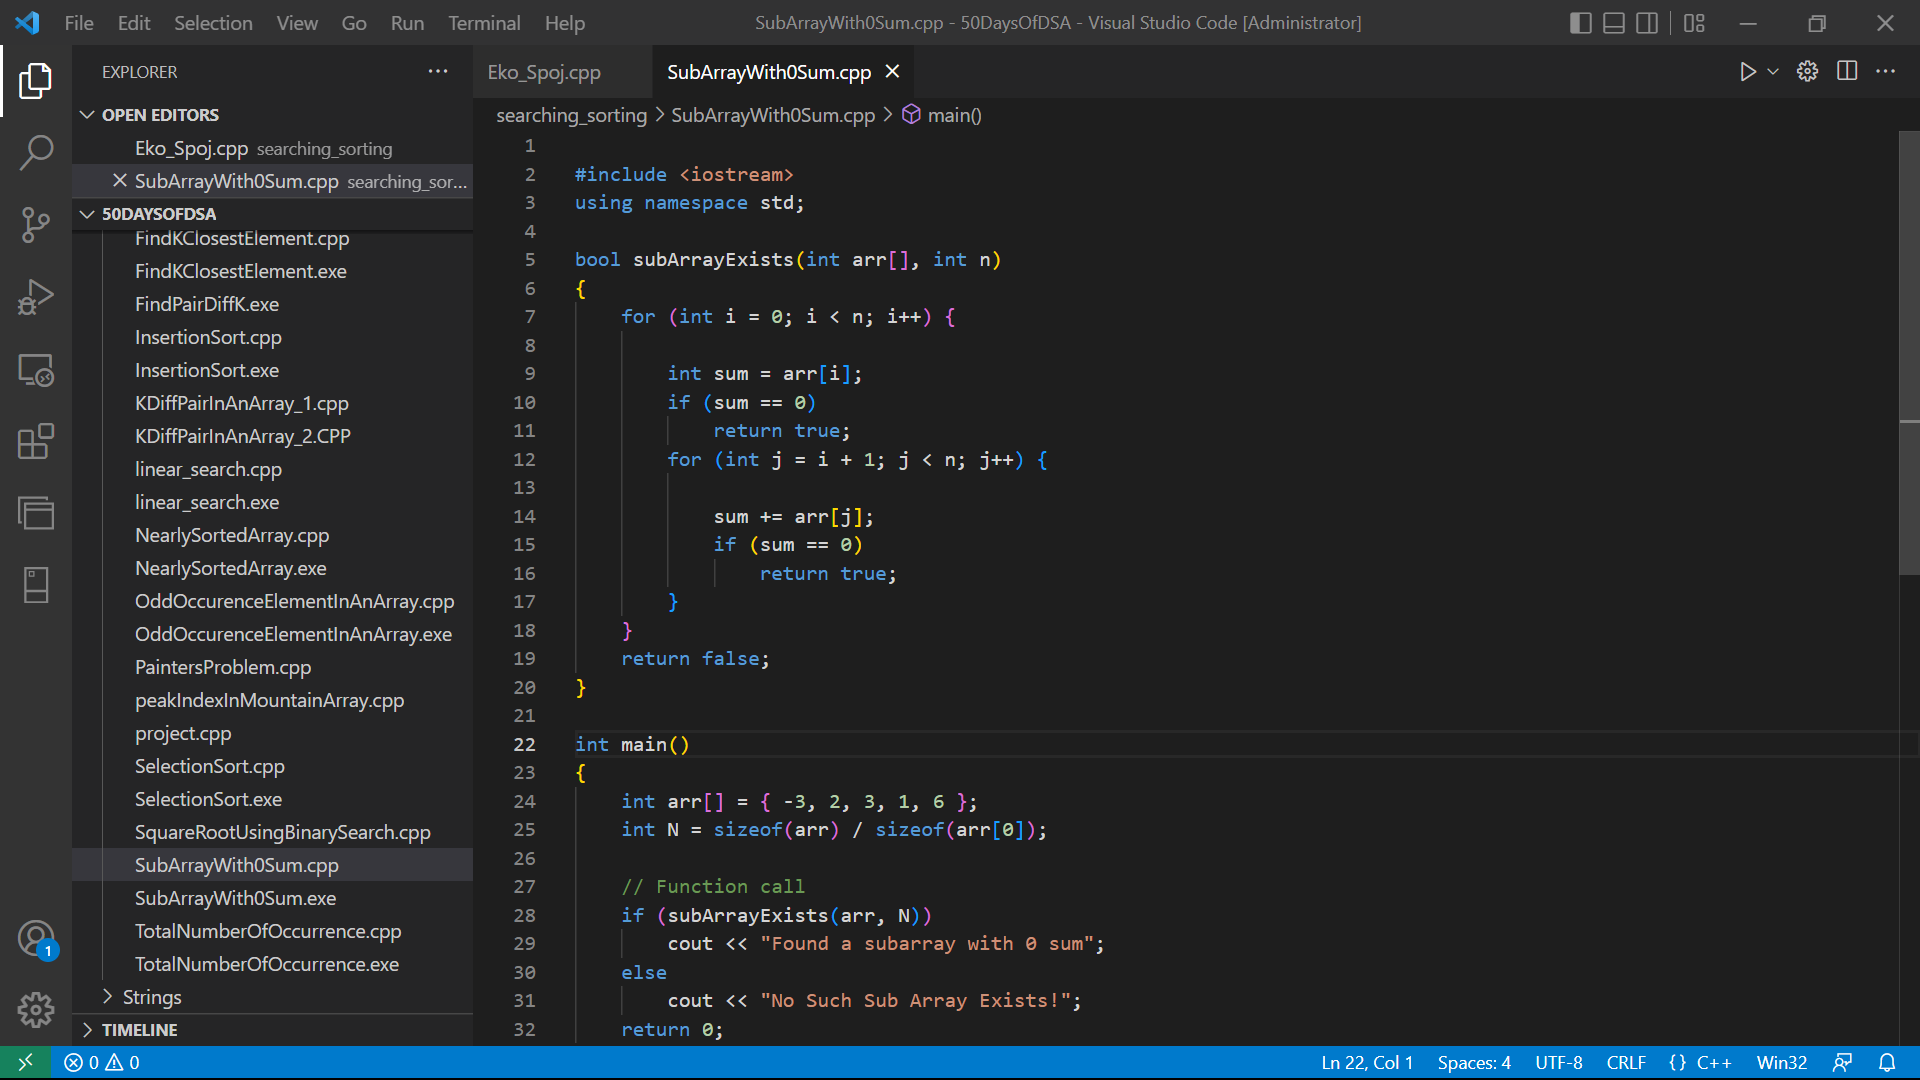 File Edit Selection View Go Run Terminal Help
SubArrayWith0Sum.cpp - 50DaysOfDSA - Visual Studio Code [Administrator]
EXPLORER
OPEN EDITORS
Eko_Spoj.cpp searching_sorting
SubArrayWith0Sum.cpp searching_sor...
50DAYSOFDSA
FindKClosestElement.cpp
FindKClosestElement.exe
FindPairDiffK.exe
InsertionSort.cpp
InsertionSort.exe
KDiffPairInAnArray_1.cpp
KDiffPairInAnArray_2.CPP
linear_search.cpp
linear_search.exe
NearlySortedArray.cpp
NearlySortedArray.exe
OddOccurenceElementInAnArray.cpp
OddOccurenceElementInAnArray.exe
PaintersProblem.cpp
peakIndexInMountainArray.cpp
project.cpp
SelectionSort.cpp
SelectionSort.exe
SquareRootUsingBinarySearch.cpp
SubArrayWith0Sum.cpp
SubArrayWith0Sum.exe
TotalNumberOfOccurrence.cpp
TotalNumberOfOccurrence.exe
Strings
TIMELINE
1
Eko_Spoj.cpp
SubArrayWith0Sum.cpp
searching_sorting > SubArrayWith0Sum.cpp > main()
1
2 #include <iostream>
3 using namespace std;
4
5 bool subArrayExists(int arr[], int n)
6 {
7 for (int i = 0; i < n; i++) {
8
9 int sum = arr[i];
10 if (sum == 0)
11 return true;
12 for (int j = i + 1; j < n; j++) {
13
14 sum += arr[j];
15 if (sum == 0)
16 return true;
17 }
18 }
19 return false;
20 }
21
22 int main()
23 {
24 int arr[] = { -3, 2, 3, 1, 6 };
25 int N = sizeof(arr) / sizeof(arr[0]);
26
27 // Function call
28 if (subArrayExists(arr, N))
29 cout << "Found a subarray with 0 sum";
30 else
31 cout << "No Such Sub Array Exists!";
32 return 0;
0 0
Ln 22, Col 1 Spaces: 4 UTF-8 CRLF {} C++ Win32